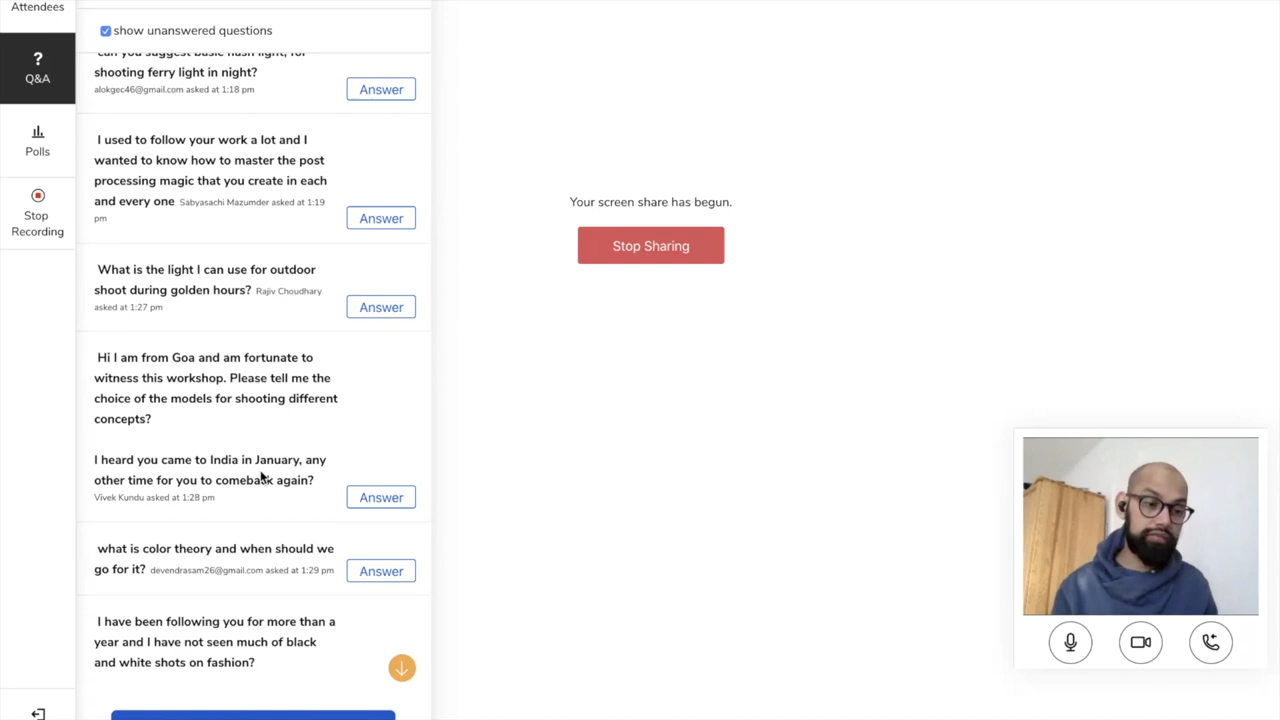 Attendees
?
Q&A
Polls
Stop
Recording
show unanswered questions
can you suggest basic flash light, for
shooting ferry light in night?
alokgec46@gmail.com asked at 1:18 pm
Answer
I used to follow your work a lot and I
wanted to know how to master the post
processing magic that you create in each
and every one Sabyasachi Mazumder asked at 1:19
pm
Answer
What is the light I can use for outdoor
shoot during golden hours? Rajiv Choudhary
asked at 1:27 pm
Answer
Hi I am from Goa and am fortunate to
witness this workshop. Please tell me the
choice of the models for shooting different
concepts?
I heard you came to India in January, any
other time for you to comeback again?
Vivek Kundu asked at 1:28 pm
Answer
what is color theory and when should we
go for it? devendrasam26@gmail.com asked at 1:29 pm
Answer
I have been following you for more than a
year and I have not seen much of black
and white shots on fashion?
Your screen share has begun.
Stop Sharing